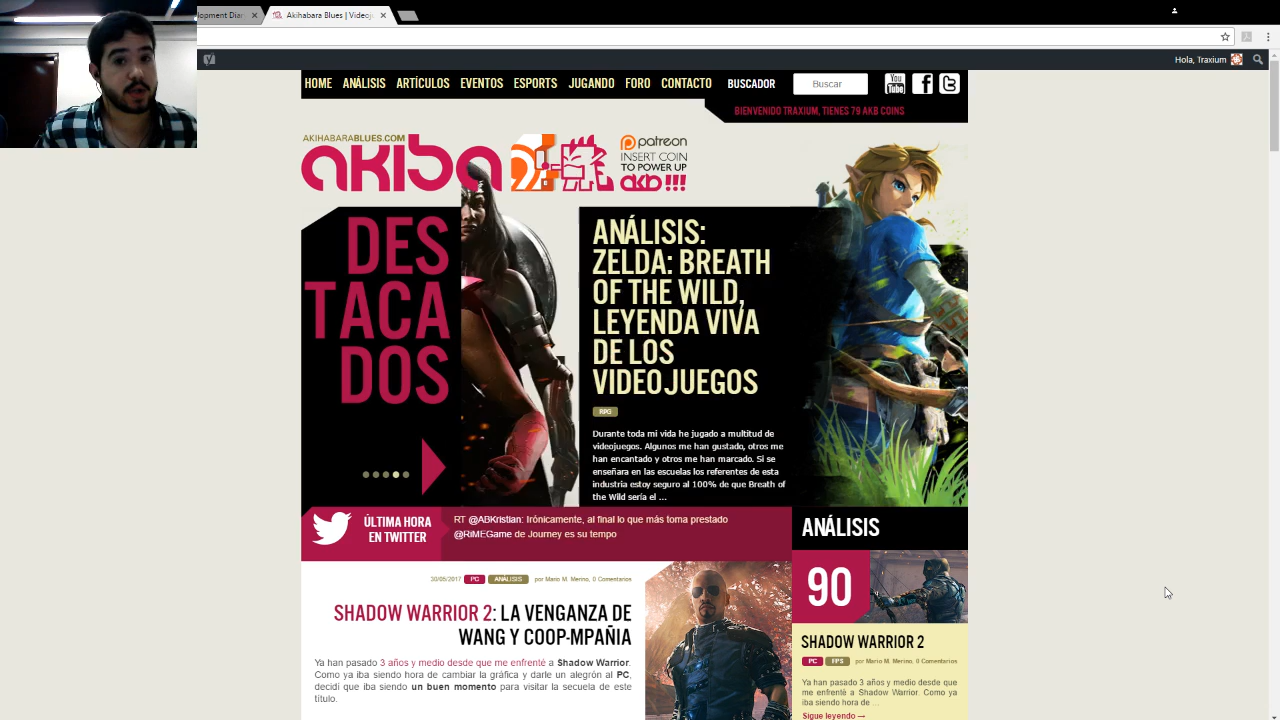 lopment Dian
Akihabara Blues | Videoju
Hola, Traxium
HOME ANÁLISIS ARTÍCULOS EVENTOS ESPORTS JUGANDO FORO CONTACTO BUSCADOR Buscar You Tube
BIENVENIDO TRAXIUM, TIENES 79 AKB COINS
AKIHABARABLUES.COM
akiba
patreon
INSERT COIN
TO POWER UP
akb!!!
DES
TACA
DOS
ANÁLISIS:
ZELDA: BREATH
OF THE WILD,
LEYENDA VIVA
DE LOS
VIDEOJUEGOS
RPG
Durante toda mi vida he jugado a multitud de
videojuegos. Algunos me han gustado, otros me
han encantado y otros me han marcado. Si se
enseñara en las escuelas los referentes de esta
industria estoy seguro al 100% de que Breath of
the Wild sería el ...
ÚLTIMA HORA
EN TWITTER
RT @ABKristian: Irónicamente, al final lo que más toma prestado
@RiMEGame de Journey es su tempo
30/05/2017 PC ANÁLISIS por Mario M. Merino, 0 Comentarios
SHADOW WARRIOR 2: LA VENGANZA DE
WANG Y COOP-MPAÑIA
Ya han pasado 3 años y medio desde que me enfrenté a Shadow Warrior.
Como ya iba siendo hora de cambiar la gráfica y darle un alegrón al PC,
decidí que iba siendo un buen momento para visitar la secuela de este
título.
ANÁLISIS
90
SHADOW WARRIOR 2
PC FPS por Mario M. Merino, 0 Comentarios
Ya han pasado 3 años y medio desde que
me enfrenté a Shadow Warrior. Como ya
iba siendo hora de ...
Sigue leyendo →